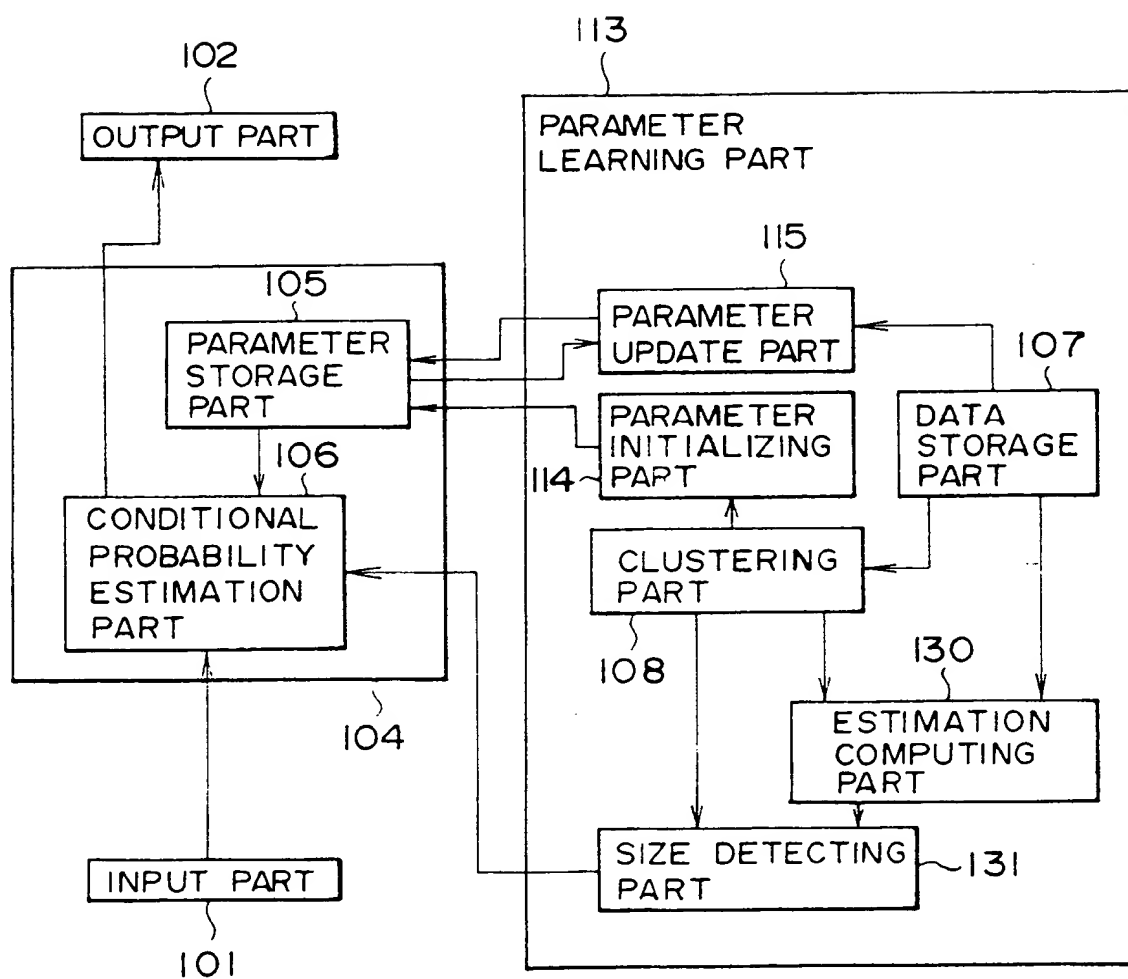 113
102
OUTPUT PART
PARAMETER
LEARNING PART
115
105
PARAMETER
STORAGE
PART
PARAMETER
UPDATE PART
107
DATA
STORAGE
PART
PARAMETER
INITIALIZING
PART
114
106
CONDITIONAL
PROBABILITY
ESTIMATION
PART
CLUSTERING
PART
108
130
ESTIMATION
COMPUTING
PART
104
SIZE DETECTING
PART
131
INPUT PART
101